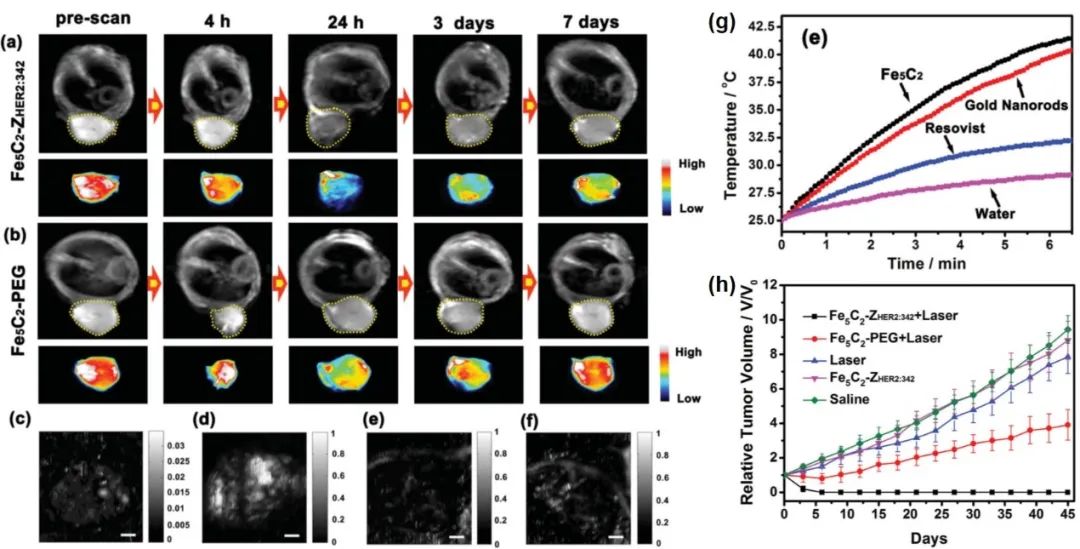 pre-scan 4 h 24 h 3 days 7 days
(a)
Fe5C2-ZHER2:342
High
Low
(b)
Fe5C2-PEG
High
Low
(c)
0.03
0.025
0.02
0.015
0.01
0.005
(d)
1
0.8
0.6
0.4
0.2
0
(e)
1
0.8
0.6
0.4
0.2
0
(f)
1
0.8
0.6
0.4
0.2
0
(g)
(e)
Temperature / °C
42.5
40.0
37.5
35.0
32.5
30.0
27.5
25.0
Fe5C2
Gold Nanorods
Resovist
Water
0 1 2 3 4 5 6
Time / min
(h)
Relative Tumor Volume / V/V0
12
10
8
6
4
2
0
Fe5C2-ZHER2:342+Laser
Fe5C2-PEG+Laser
Laser
Fe5C2-ZHER2:342
Saline
0 5 10 15 20 25 30 35 40 45
Days